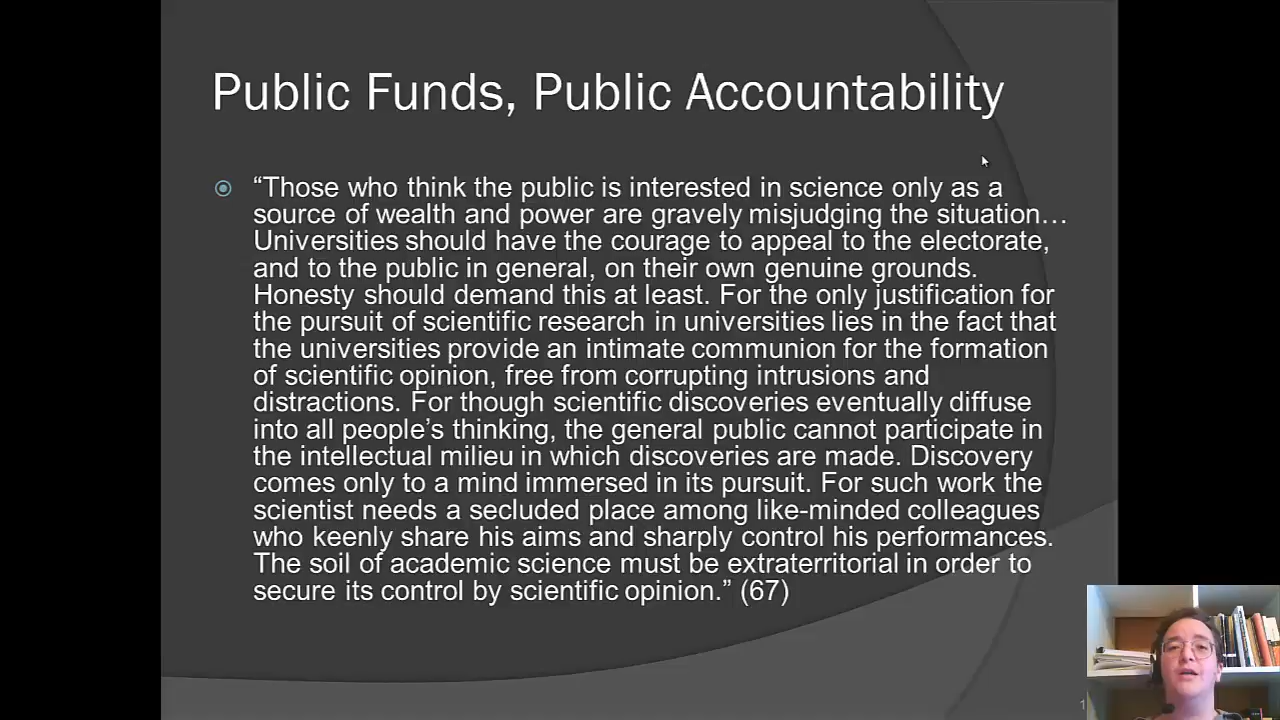 Public Funds, Public Accountability
“Those who think the public is interested in science only as a
source of wealth and power are gravely misjudging the situation…
Universities should have the courage to appeal to the electorate,
and to the public in general, on their own genuine grounds.
Honesty should demand this at least. For the only justification for
the pursuit of scientific research in universities lies in the fact that
the universities provide an intimate communion for the formation
of scientific opinion, free from corrupting intrusions and
distractions. For though scientific discoveries eventually diffuse
into all people’s thinking, the general public cannot participate in
the intellectual milieu in which discoveries are made. Discovery
comes only to a mind immersed in its pursuit. For such work the
scientist needs a secluded place among like-minded colleagues
who keenly share his aims and sharply control his performances.
The soil of academic science must be extraterritorial in order to
secure its control by scientific opinion.” (67)